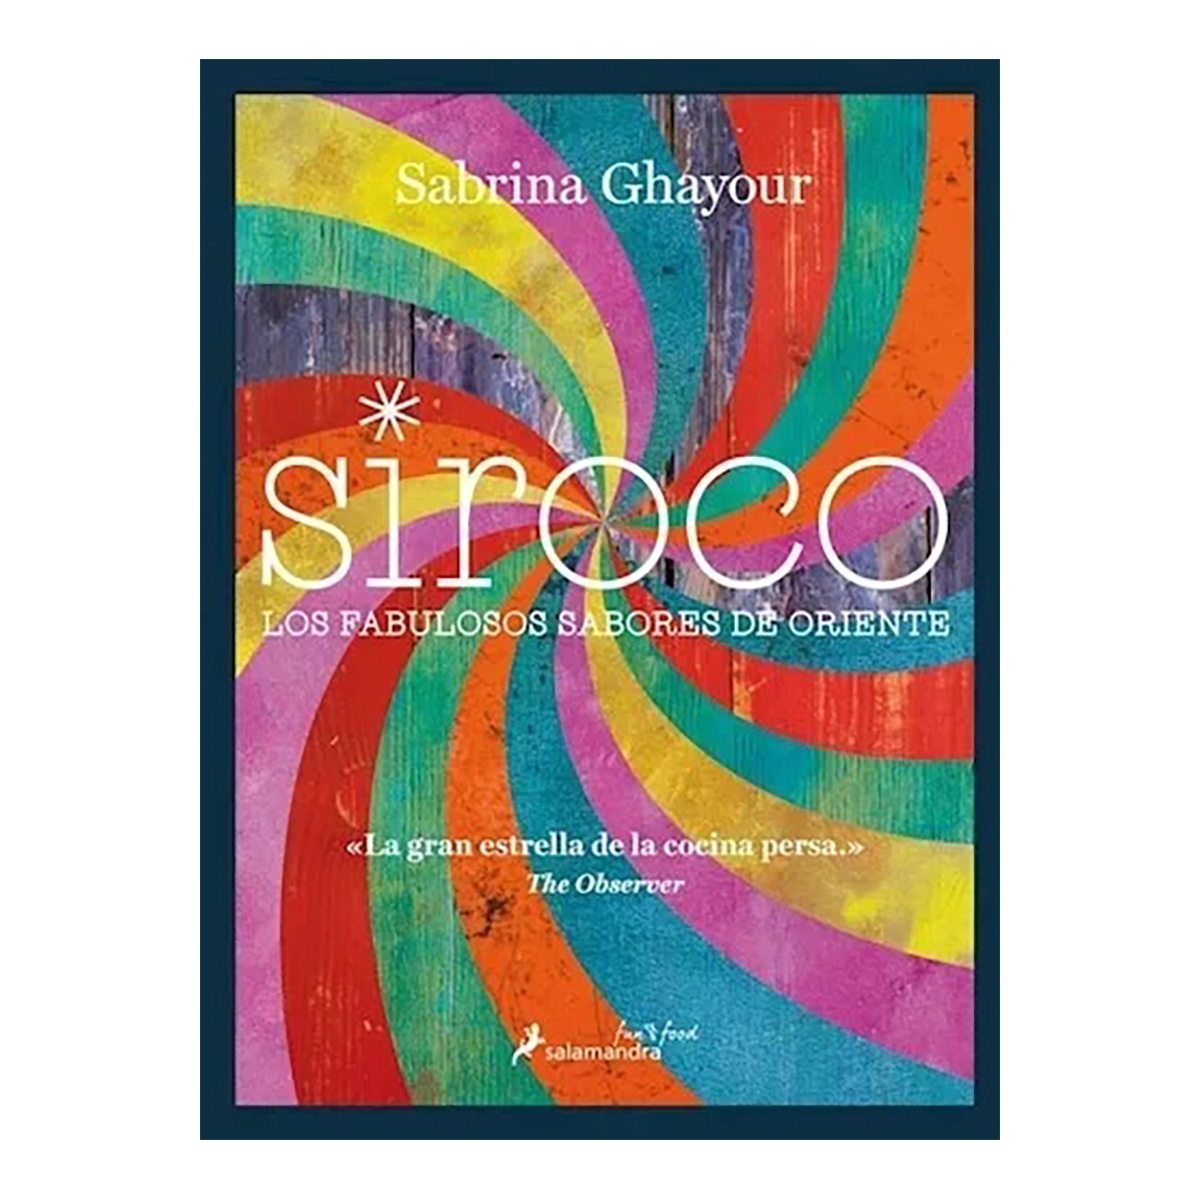 Sabrina Ghayour
siroco
LOS FABULOSOS SABORES DE ORIENTE
«La gran estrella de la cocina persa.»
The Observer
fun & food
salamandra